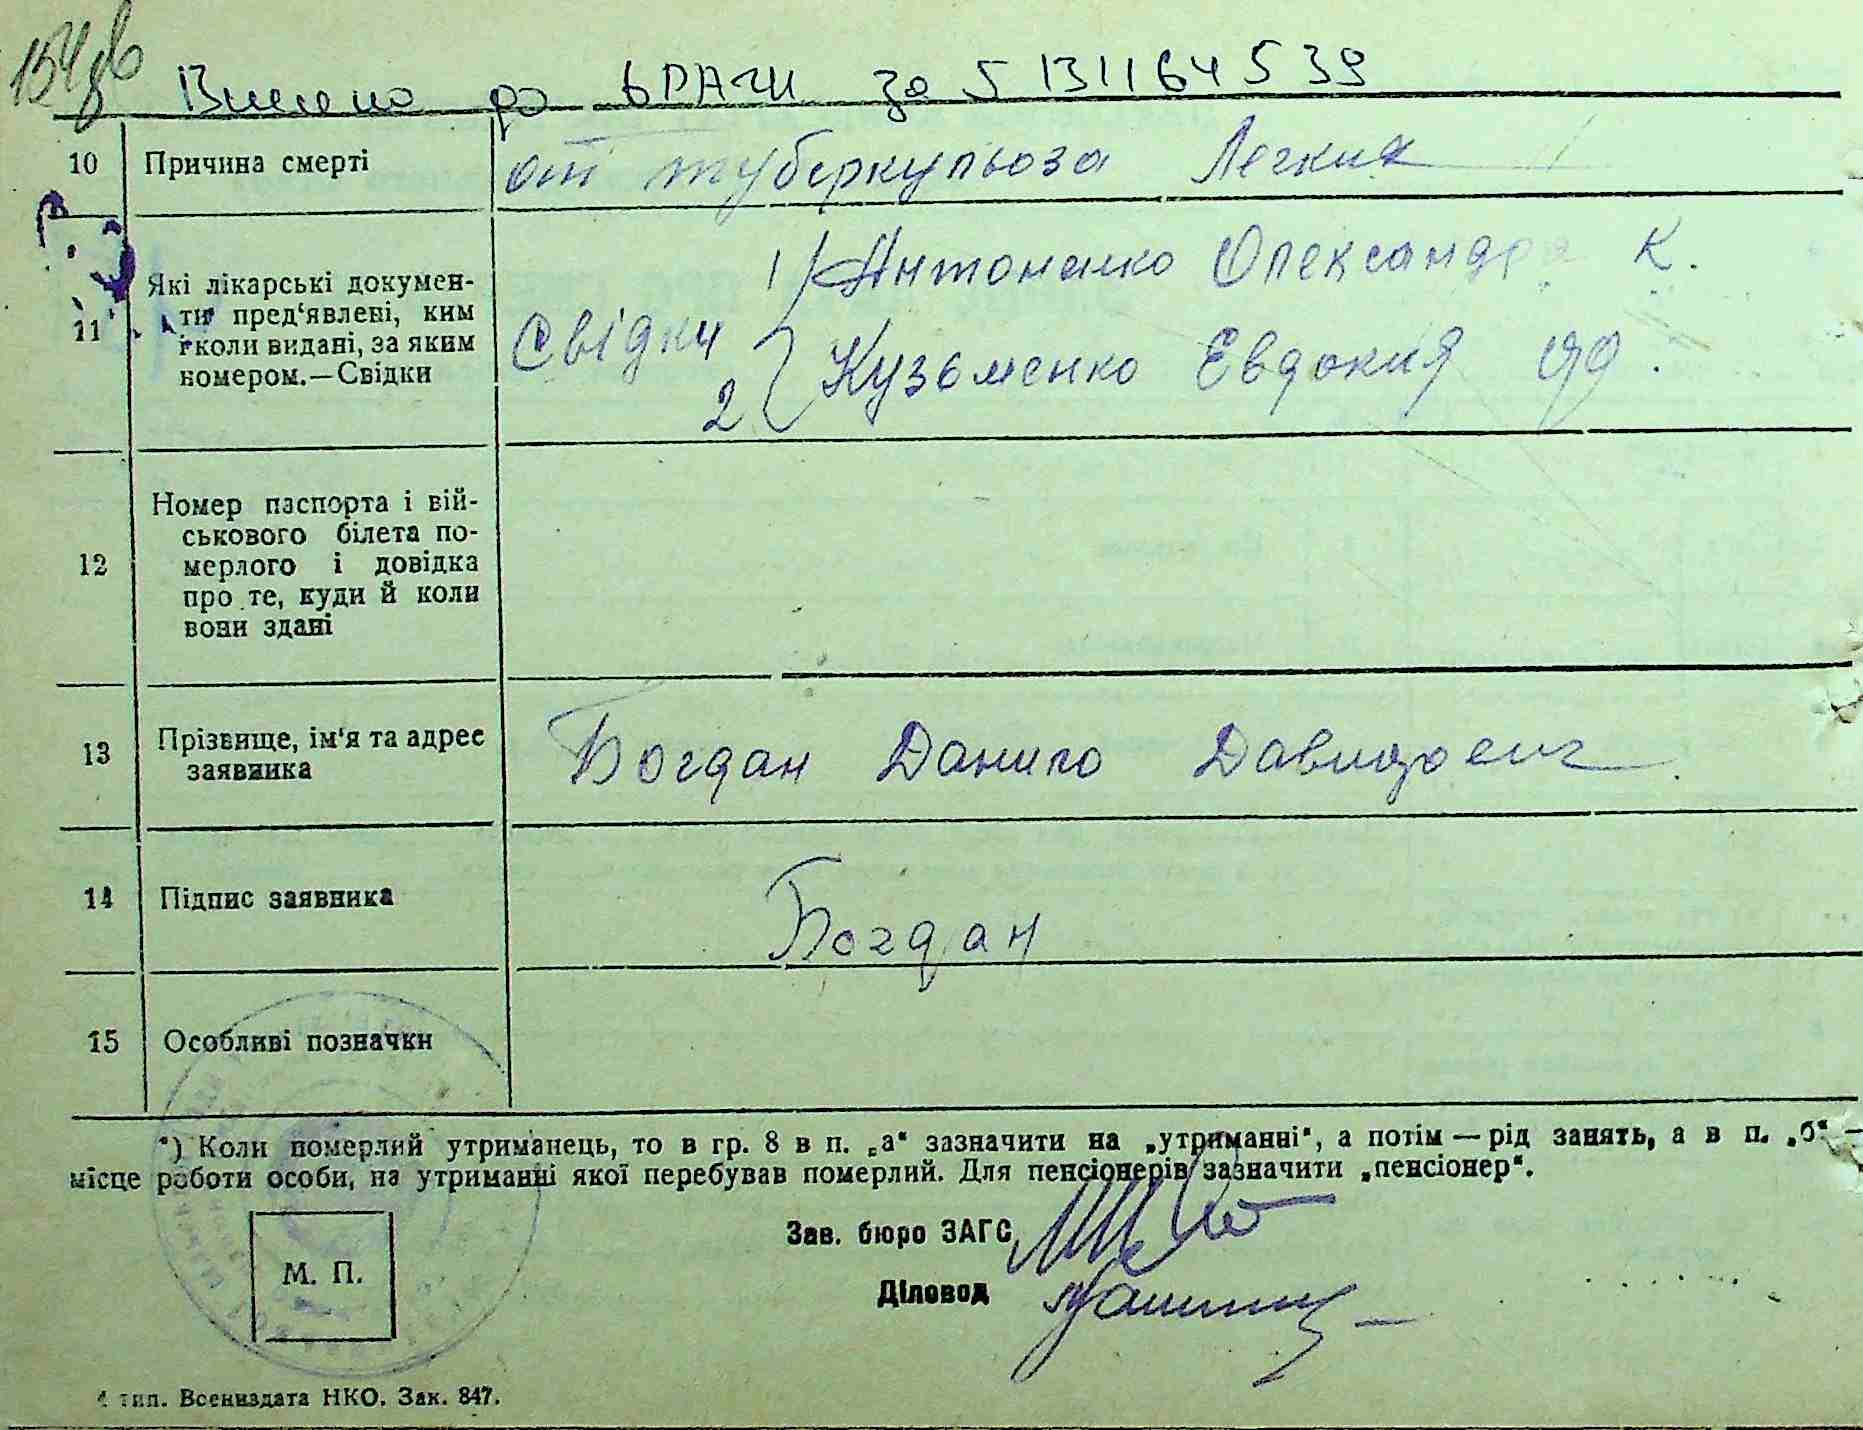 154зв
Внесено до ДРАЦГ за 5 131164539
10 Причина смерті от туберкульоза Легких
11 Які лікарські докумен-
ти пред‘явлені, ким
і коли видані, за яким
номером.—Свідки
Свідки 1) Антоненко Олександра К.
2) Кузьменко Евдокия
12 Номер паспорта і вій-
ськового білета по-
мерлого і довідка
про те, куди й коли
вони здані
13 Прізвище, ім‘я та адрес
заявника
Богдан Данило Давидович
14 Підпис заявника Богдан
15 Особливі позначки
*) Коли померлий утриманець, то в гр. 8 в п. „а“ зазначити на „утриманні“, а потім — рід занять, а в п. „б“ —
місце роботи особи, на утриманні якої перебував померлий. Для пенсіонерів зазначити „пенсіонер“.
Зав. бюро ЗАГС
М. П.
Діловод
тип. Всениздата НКО. Зак. 847.